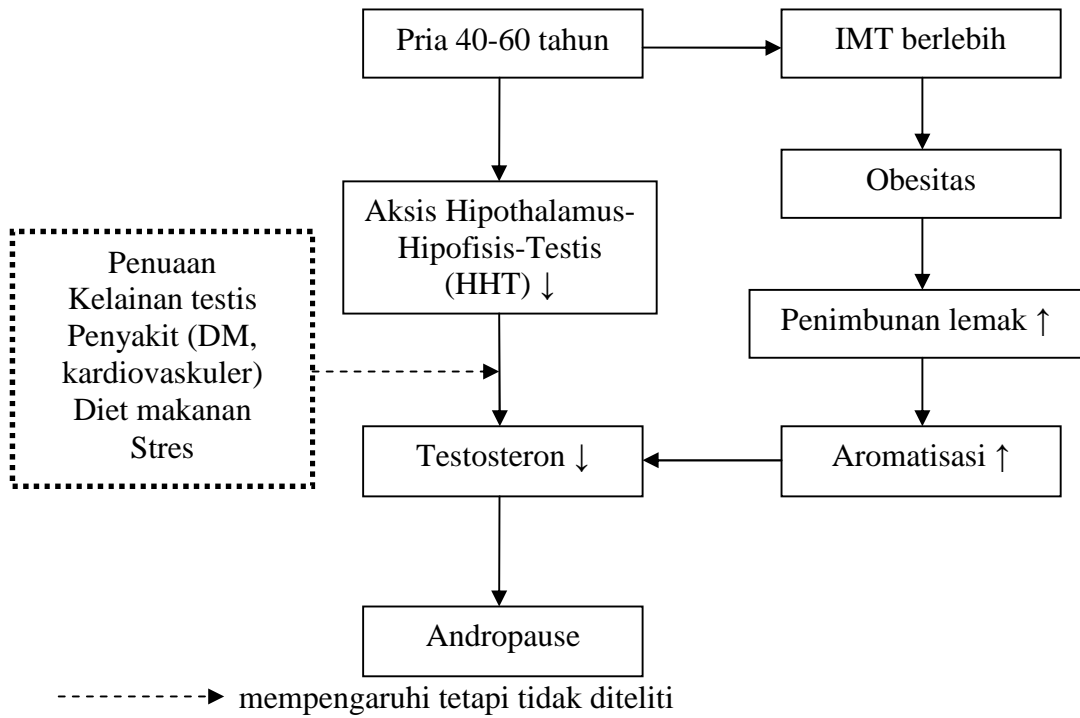 Pria 40-60 tahun
IMT berlebih
Obesitas
Aksis Hipothalamus-
Hipofisis-Testis
(HHT) ↓
Penuaan
Kelainan testis
Penyakit (DM,
kardiovaskuler)
Diet makanan
Stres
Penimbunan lemak ↑
Testosteron ↓
Aromatisasi ↑
Andropause
mempengaruhi tetapi tidak diteliti